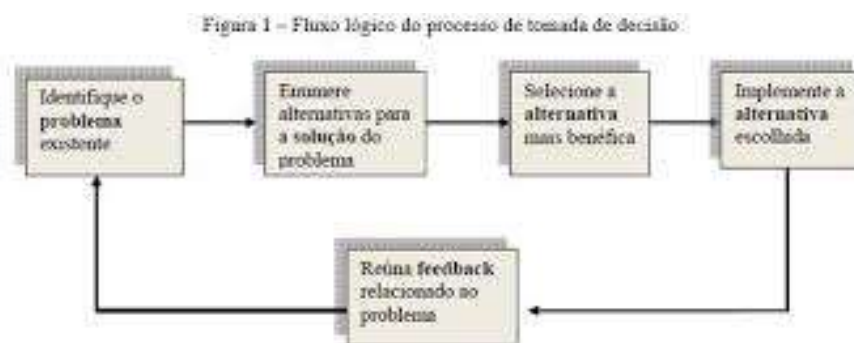 Figura 1 – Fluxo lógico do processo de tomada de decisão
Identifique o
problema
existente
Enumere
alternativas para
a solução do
problema
Selecione a
alternativa
mais benéfica
Implemente a
alternativa
escolhida
Reúna feedback
relacionado ao
problema